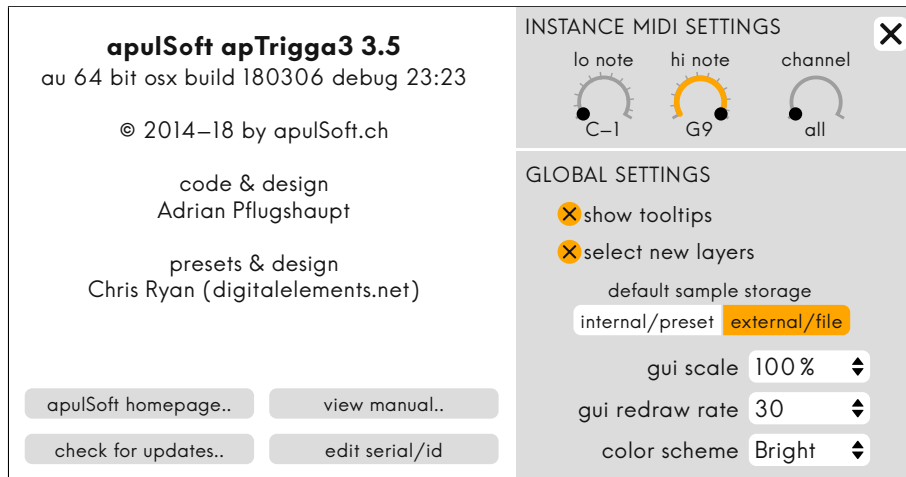 apulSoft apTrigga3 3.5
au 64 bit osx build 180306 debug 23:23
© 2014–18 by apulSoft.ch
code & design
Adrian Pflugshaupt
presets & design
Chris Ryan (digitalelements.net)
apulSoft homepage..
view manual..
check for updates..
edit serial/id
INSTANCE MIDI SETTINGS
lo note
hi note
channel
C–1
G9
all
GLOBAL SETTINGS
show tooltips
select new layers
default sample storage
internal/preset
external/file
gui scale 100 %
gui redraw rate 30
color scheme Bright